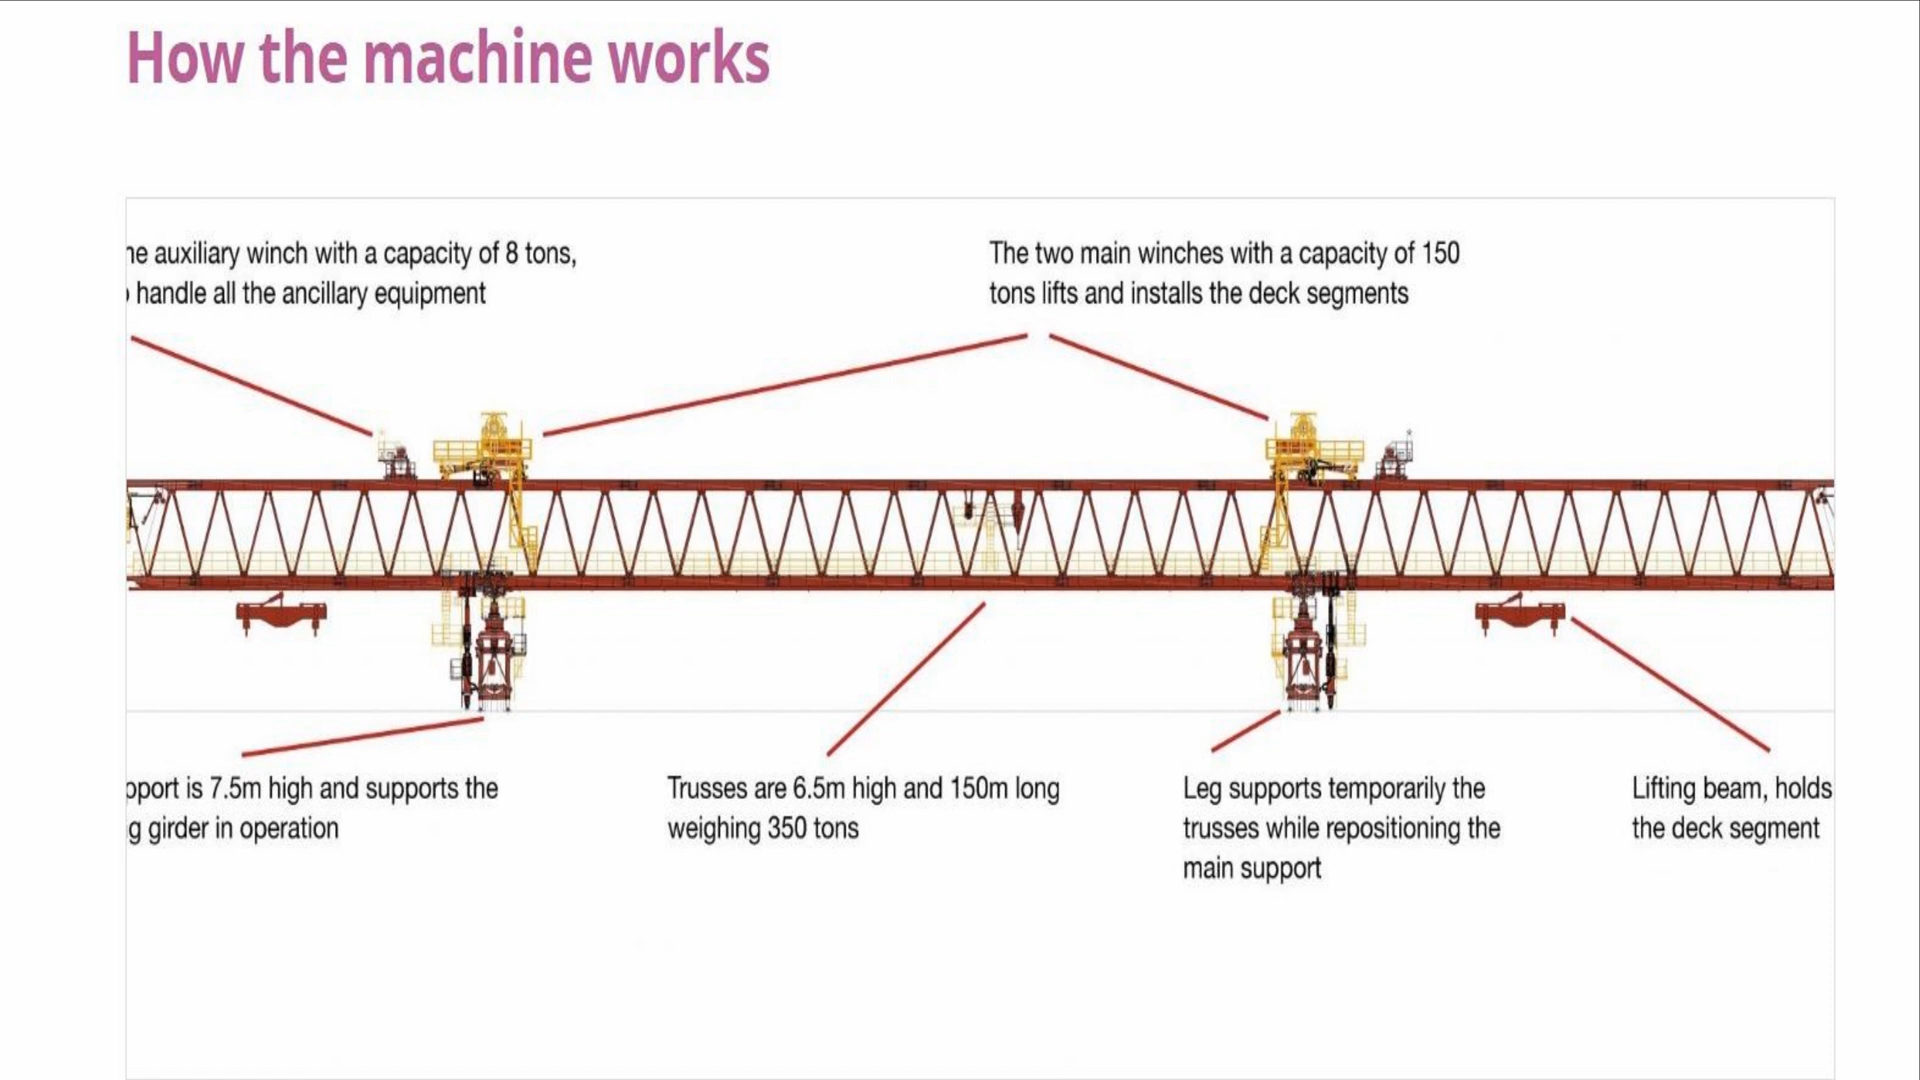 How the machine works
auxiliary winch with a capacity of 8 tons,
handle all the ancillary equipment
The two main winches with a capacity of 150
tons lifts and installs the deck segments
is 7.5m high and supports the
girder in operation
Trusses are 6.5m high and 150m long
weighing 350 tons
Leg supports temporarily the
trusses while repositioning the
main support
Lifting beam, holds
the deck segment